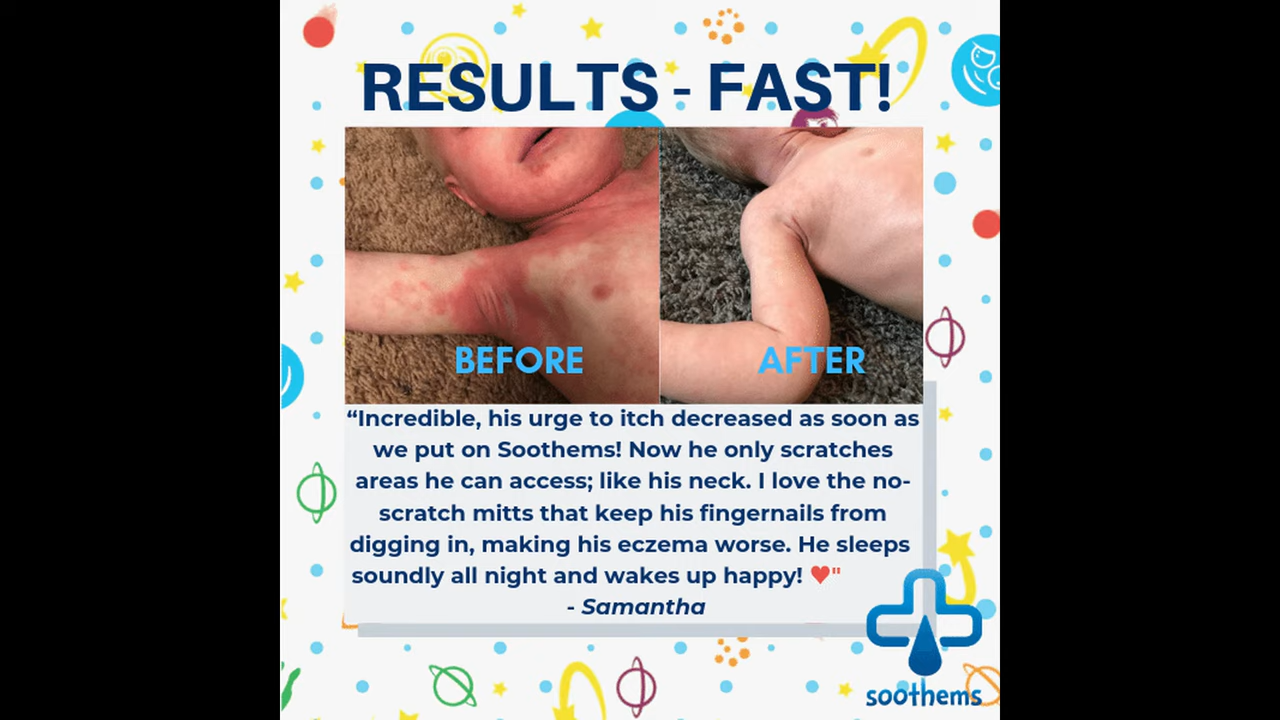 RESULTS - FAST!
BEFORE
AFTER
“Incredible, his urge to itch decreased as soon as
we put on Soothems! Now he only scratches
areas he can access; like his neck. I love the no-
scratch mitts that keep his fingernails from
digging in, making his eczema worse. He sleeps
soundly all night and wakes up happy! ♥"
- Samantha
soothems